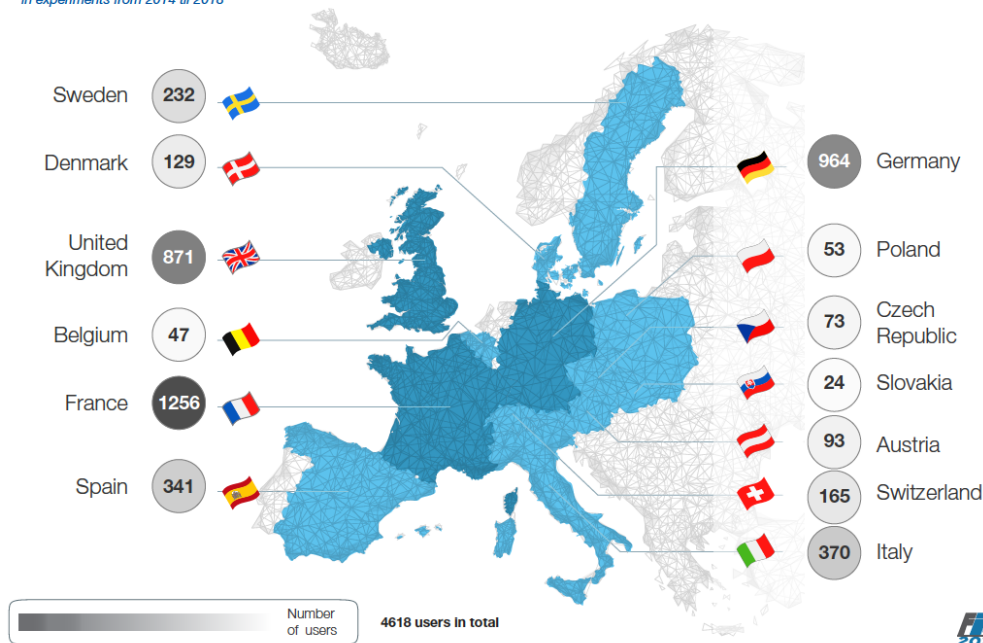 in experiments from 2014 til 2018
Sweden 232
Denmark 129
United
Kingdom 871
Belgium 47
France 1256
Spain 341
964 Germany
53 Poland
73 Czech
Republic
24 Slovakia
93 Austria
165 Switzerland
370 Italy
Number
of users
4618 users in total